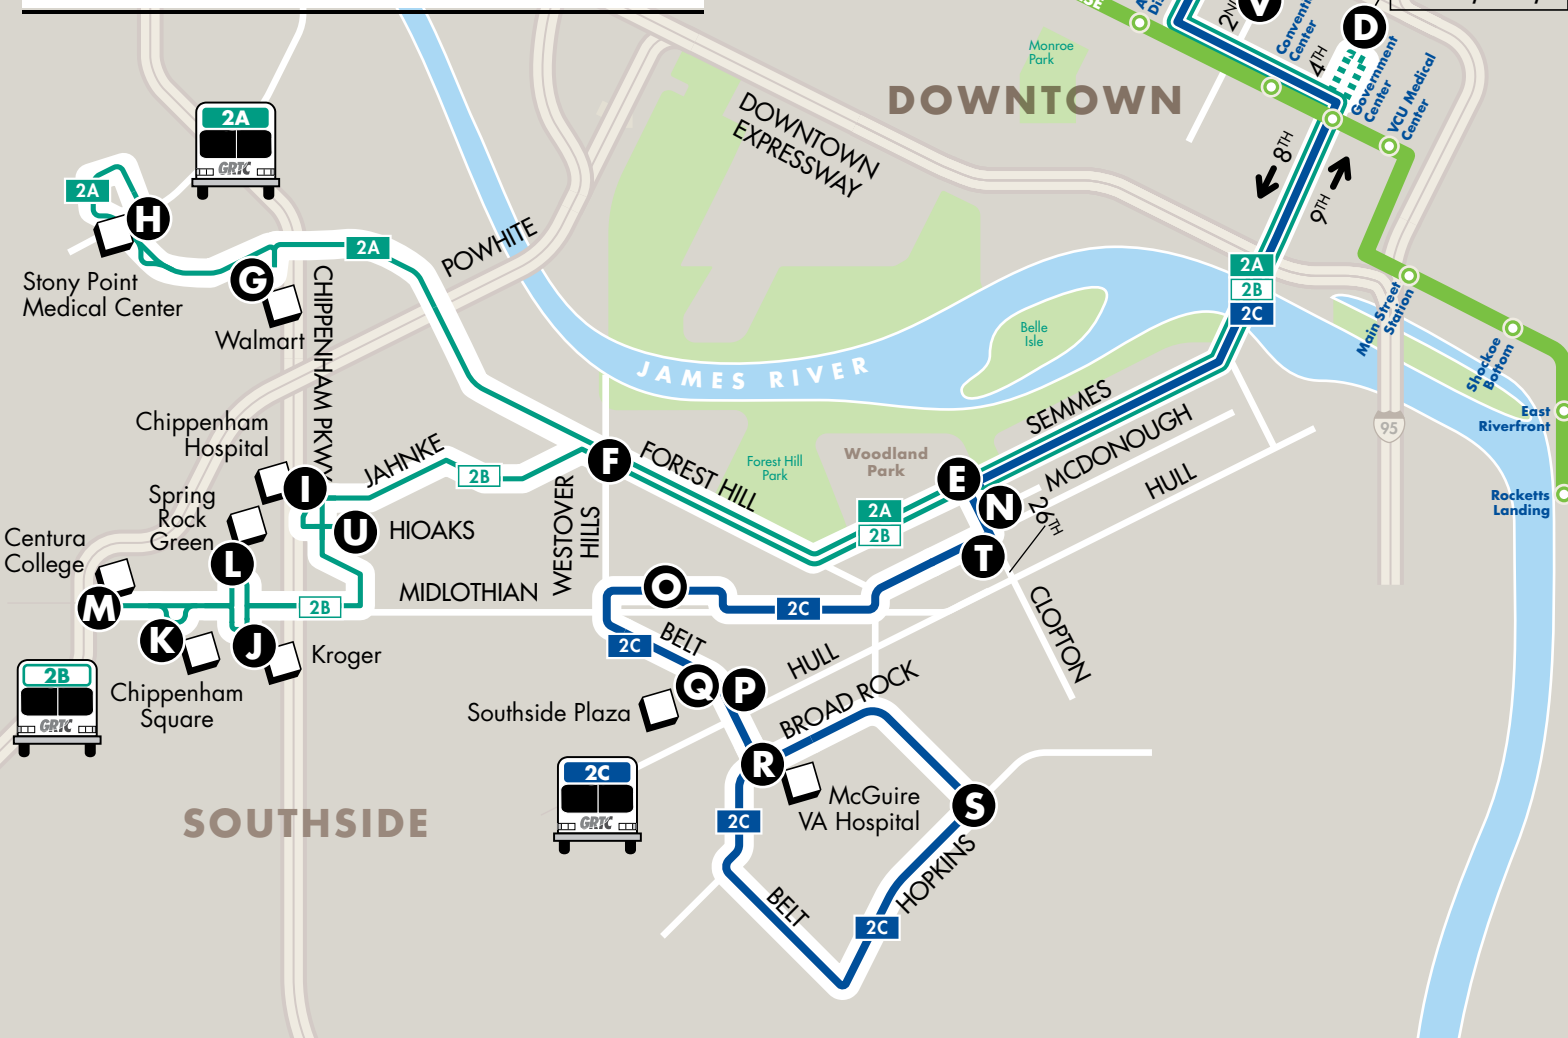 2ND
V
Convention
Center
4TH
D
Government
Center
VCU Medical
Center
Monroe
Park
DOWNTOWN
DOWNTOWN
EXPRESSWAY
8TH
9TH
2A
GRTC
2A
H
Stony Point
Medical Center
G
Walmart
2A
CHIPPENHAM PKWY
POWHITE
2A
2B
2C
Main Street
Station
Shockoe
Bottom
East
Riverfront
Rocketts
Landing
95
Belle
Isle
JAMES RIVER
SEMMES
MCDONOUGH
HULL
Chippenham
Hospital
I
JAHNKE
2B
F
FOREST HILL
Forest Hill
Park
Woodland
Park
2A
2B
E
N
26TH
T
CLOPTON
Spring
Rock
Green
U
HIOAKS
WESTOVER
HILLS
Centura
College
L
M
2B
MIDLOTHIAN
O
2C
K
J
Kroger
Chippenham
Square
2B
GRTC
2C
BELT
HULL
BROAD ROCK
Q
P
Southside Plaza
R
McGuire
VA Hospital
S
2C
GRTC
2C
SOUTHSIDE
BELT
HOPKINS
2C